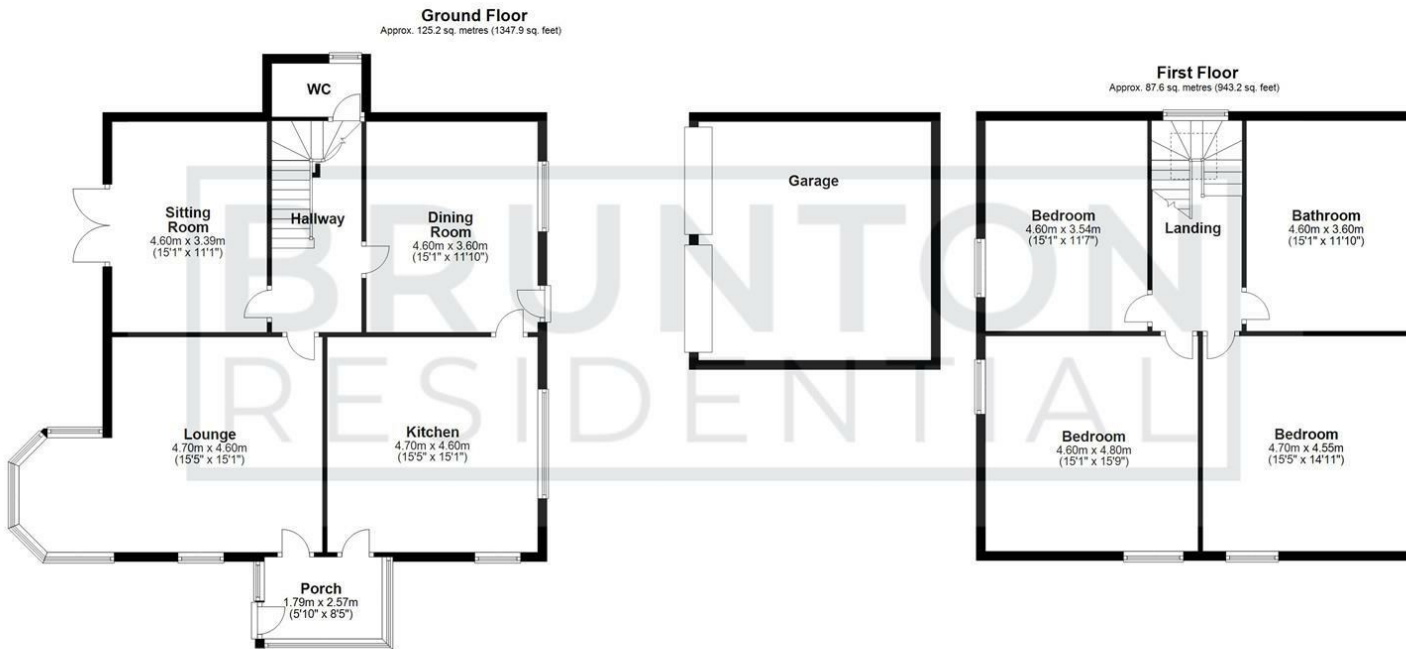 Ground Floor
Approx. 125.2 sq. metres (1347.9 sq. feet)
WC
Sitting
Room
4.60m x 3.39m
(15'1" x 11'1")
Hallway
Dining
Room
4.60m x 3.60m
(15'1" x 11'10")
Lounge
4.70m x 4.60m
(15'5" x 15'1")
Kitchen
4.70m x 4.60m
(15'5" x 15'1")
Porch
1.79m x 2.57m
(5'10" x 8'5")
Garage
First Floor
Approx. 87.6 sq. metres (943.2 sq. feet)
Bedroom
4.60m x 3.54m
(15'1" x 11'7")
Landing
Bathroom
4.60m x 3.60m
(15'1" x 11'10")
Bedroom
4.60m x 4.80m
(15'1" x 15'9")
Bedroom
4.70m x 4.55m
(15'5" x 14'11")
BRUNTON
RESIDENTIAL